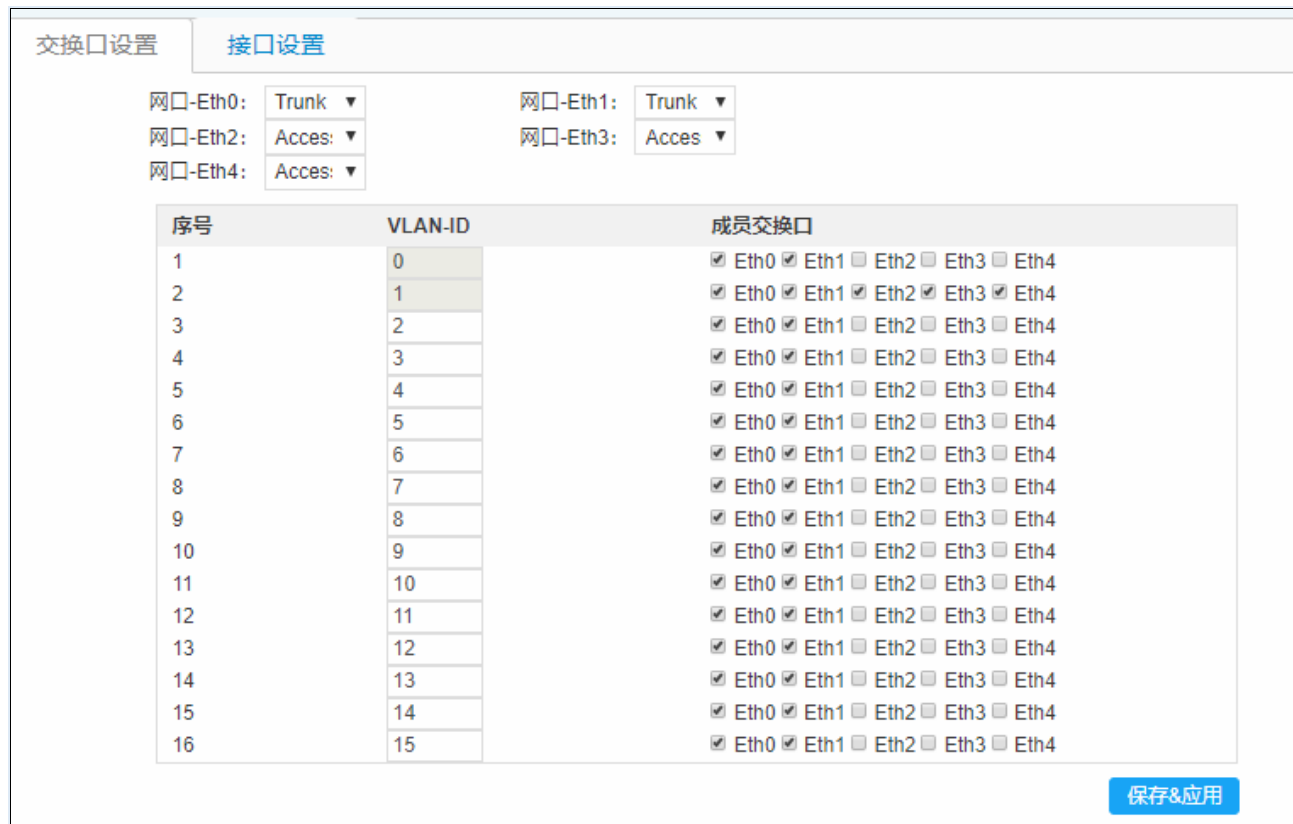 交换口设置 接口设置
网口-Eth0: Trunk 网口-Eth1: Trunk
网口-Eth2: Acces: 网口-Eth3: Acces
网口-Eth4: Acces:
序号 VLAN-ID 成员交换口
1 0 Eth0 Eth1 Eth2 Eth3 Eth4
2 1 Eth0 Eth1 Eth2 Eth3 Eth4
3 2 Eth0 Eth1 Eth2 Eth3 Eth4
4 3 Eth0 Eth1 Eth2 Eth3 Eth4
5 4 Eth0 Eth1 Eth2 Eth3 Eth4
6 5 Eth0 Eth1 Eth2 Eth3 Eth4
7 6 Eth0 Eth1 Eth2 Eth3 Eth4
8 7 Eth0 Eth1 Eth2 Eth3 Eth4
9 8 Eth0 Eth1 Eth2 Eth3 Eth4
10 9 Eth0 Eth1 Eth2 Eth3 Eth4
11 10 Eth0 Eth1 Eth2 Eth3 Eth4
12 11 Eth0 Eth1 Eth2 Eth3 Eth4
13 12 Eth0 Eth1 Eth2 Eth3 Eth4
14 13 Eth0 Eth1 Eth2 Eth3 Eth4
15 14 Eth0 Eth1 Eth2 Eth3 Eth4
16 15 Eth0 Eth1 Eth2 Eth3 Eth4
保存&应用